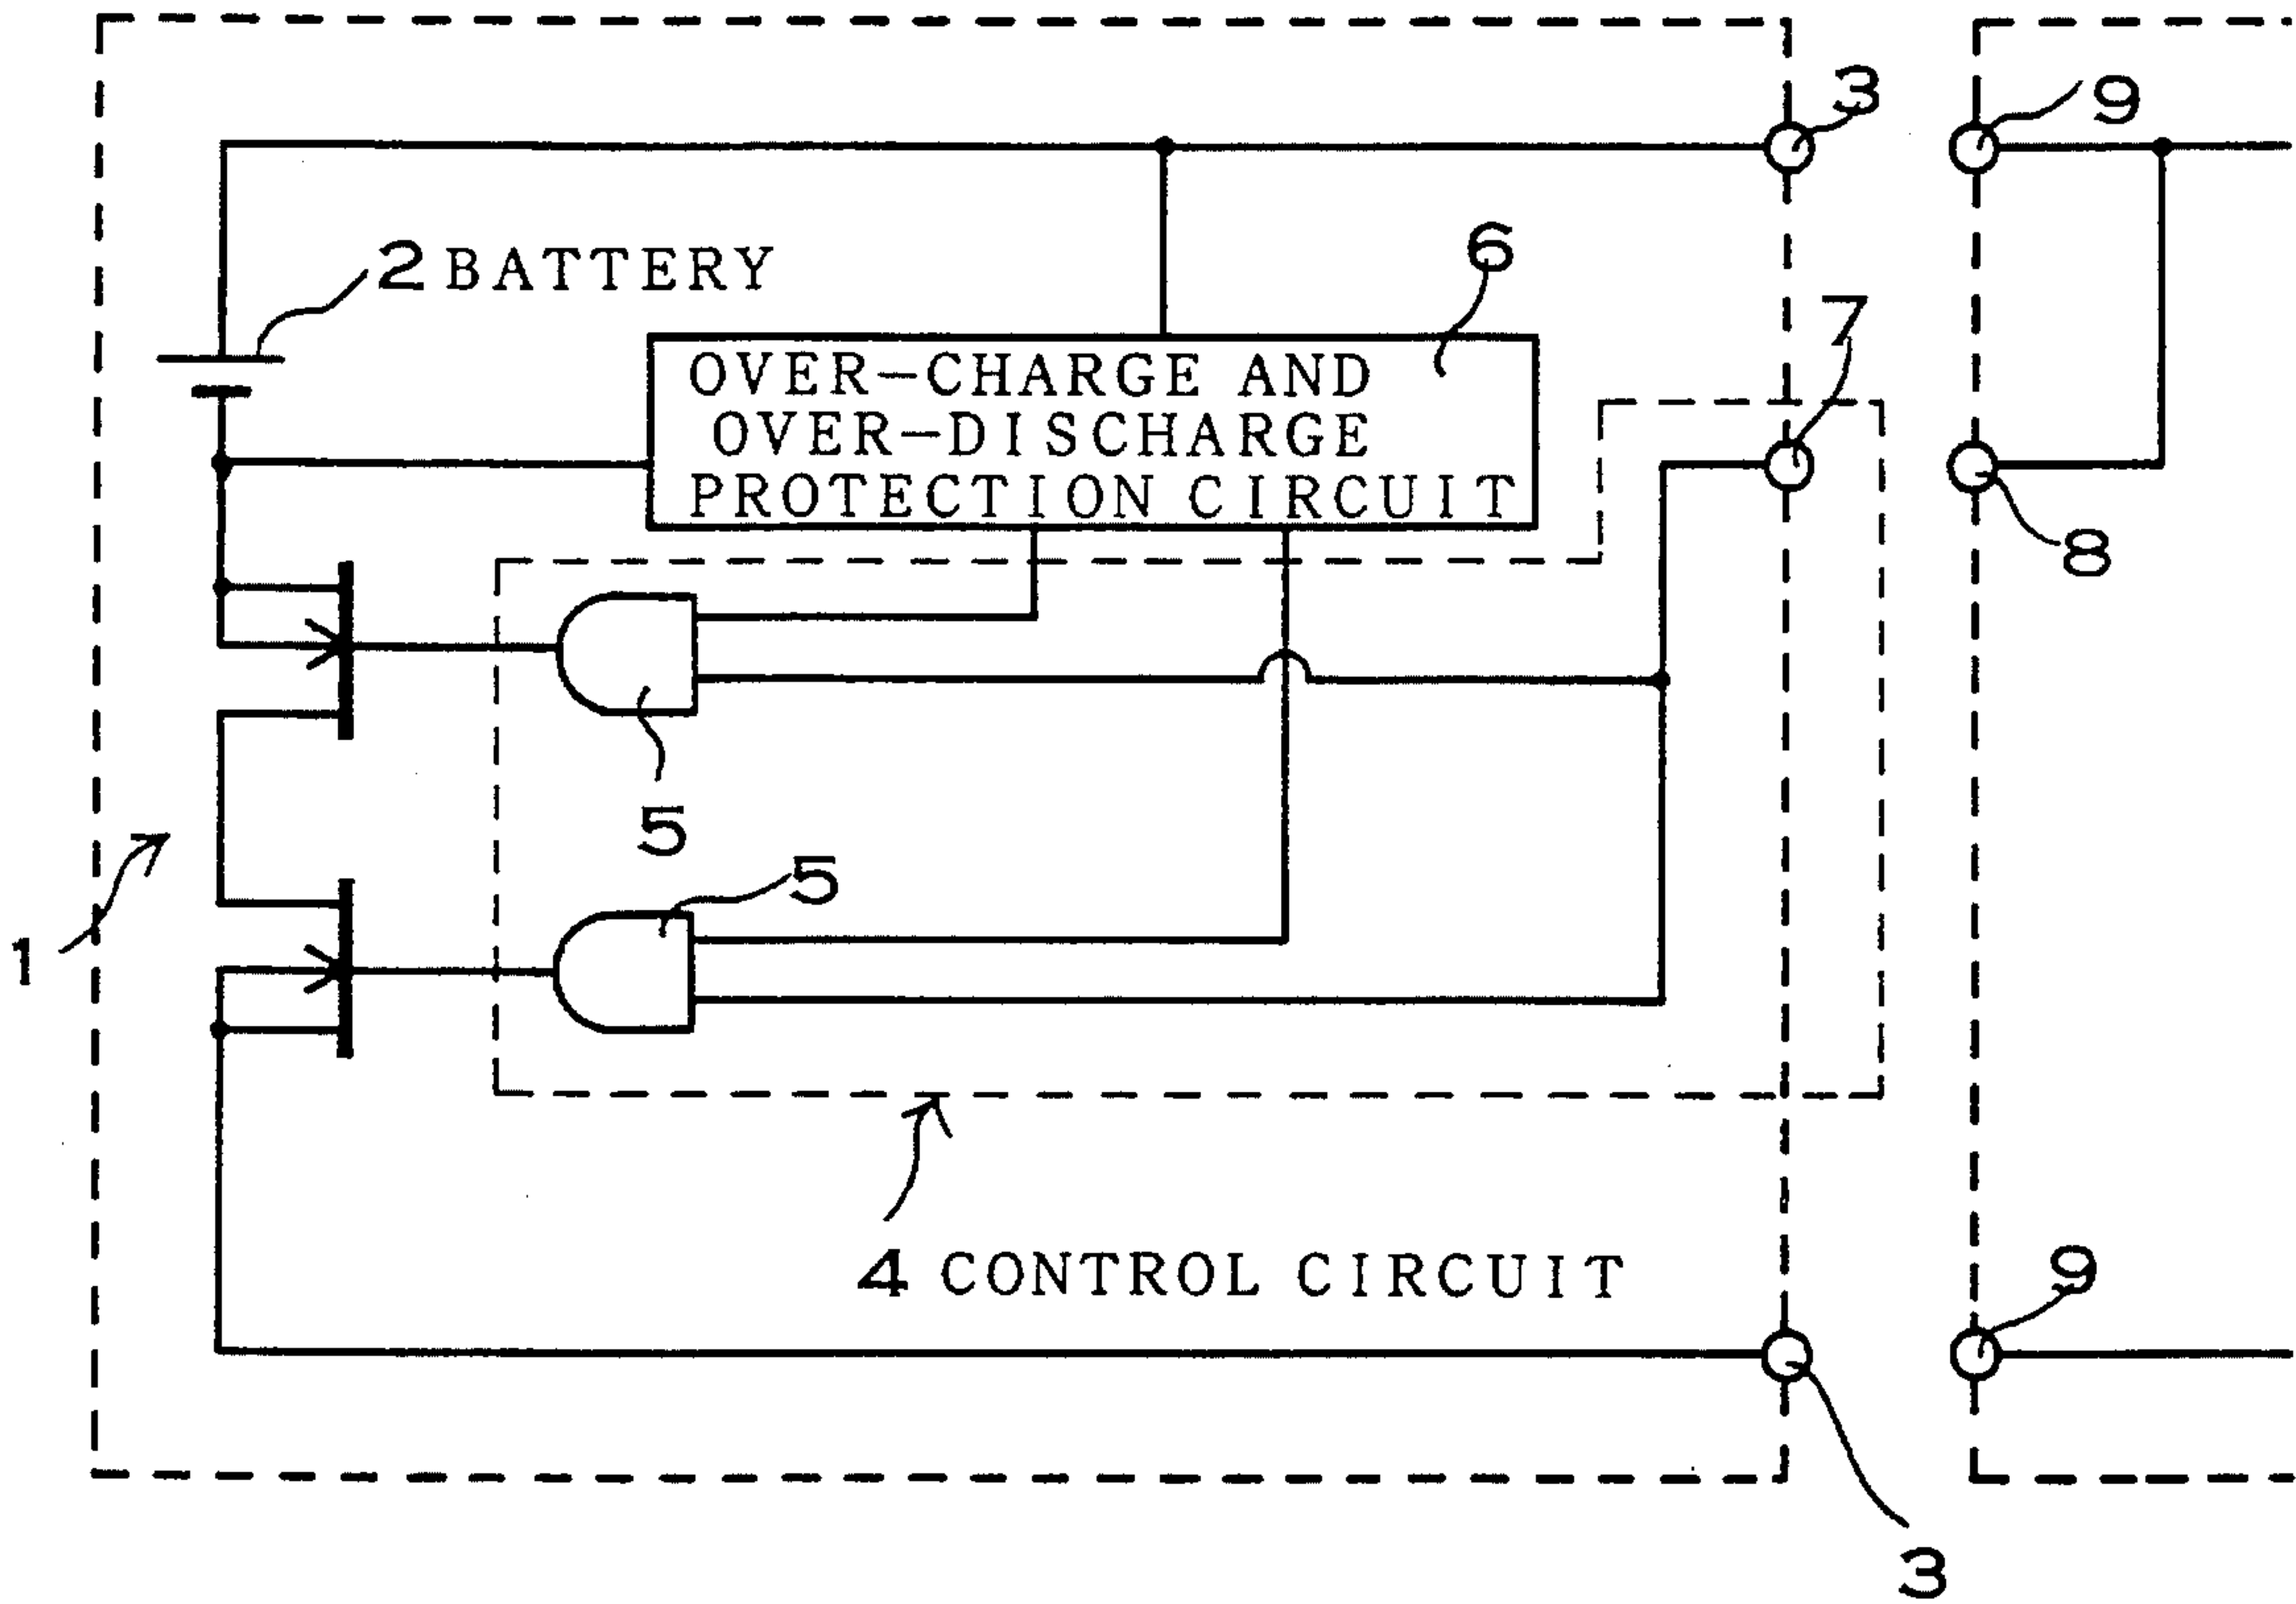 3
9
2 BATTERY
6
7
OVER-CHARGE AND
OVER-DISCHARGE
PROTECTION CIRCUIT
8
5
5
1
4 CONTROL CIRCUIT
9
3